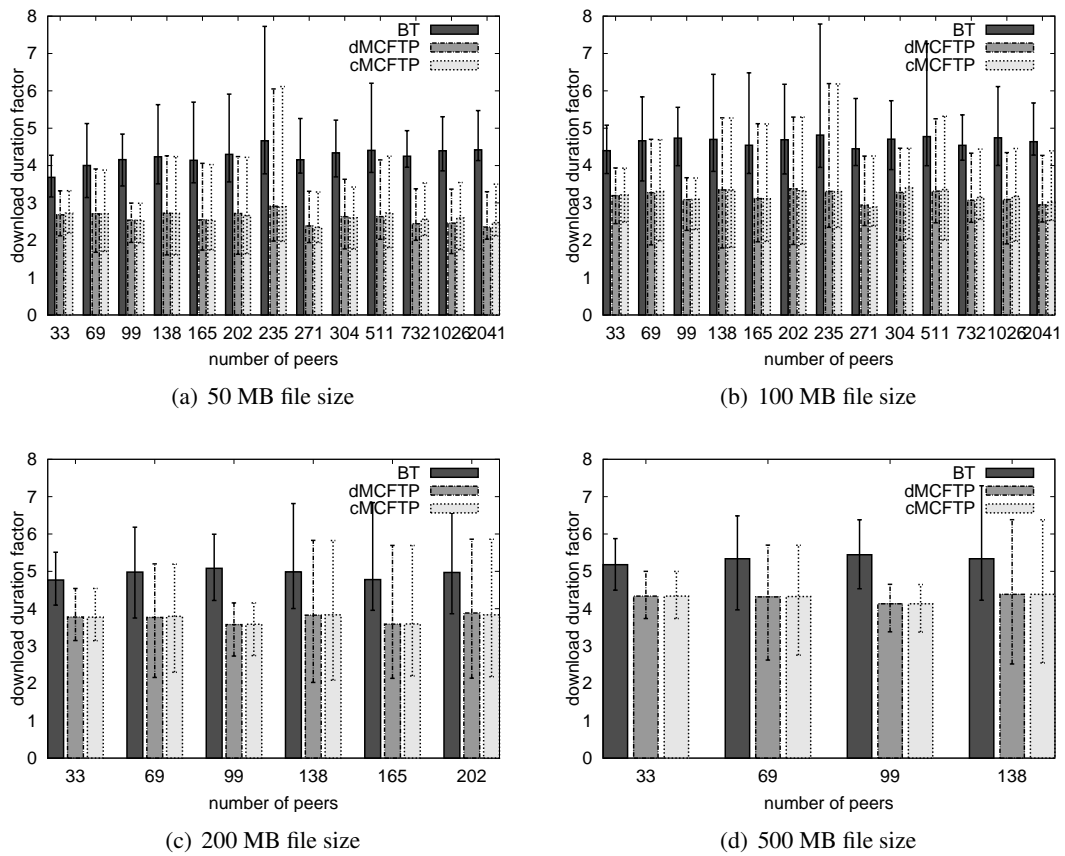 8
7
6
5
4
3
2
1
0
download duration factor
BT
dMCFTP
cMCFTP
33 69 99 138 165 202 235 271 304 511 732 1026 2041
number of peers
(a) 50 MB file size
8
7
6
5
4
3
2
1
0
download duration factor
BT
dMCFTP
cMCFTP
33 69 99 138 165 202 235 271 304 511 732 1026 2041
number of peers
(b) 100 MB file size
8
7
6
5
4
3
2
1
0
download duration factor
BT
dMCFTP
cMCFTP
33 69 99 138 165 202
number of peers
(c) 200 MB file size
8
7
6
5
4
3
2
1
0
download duration factor
BT
dMCFTP
cMCFTP
33 69 99 138
number of peers
(d) 500 MB file size